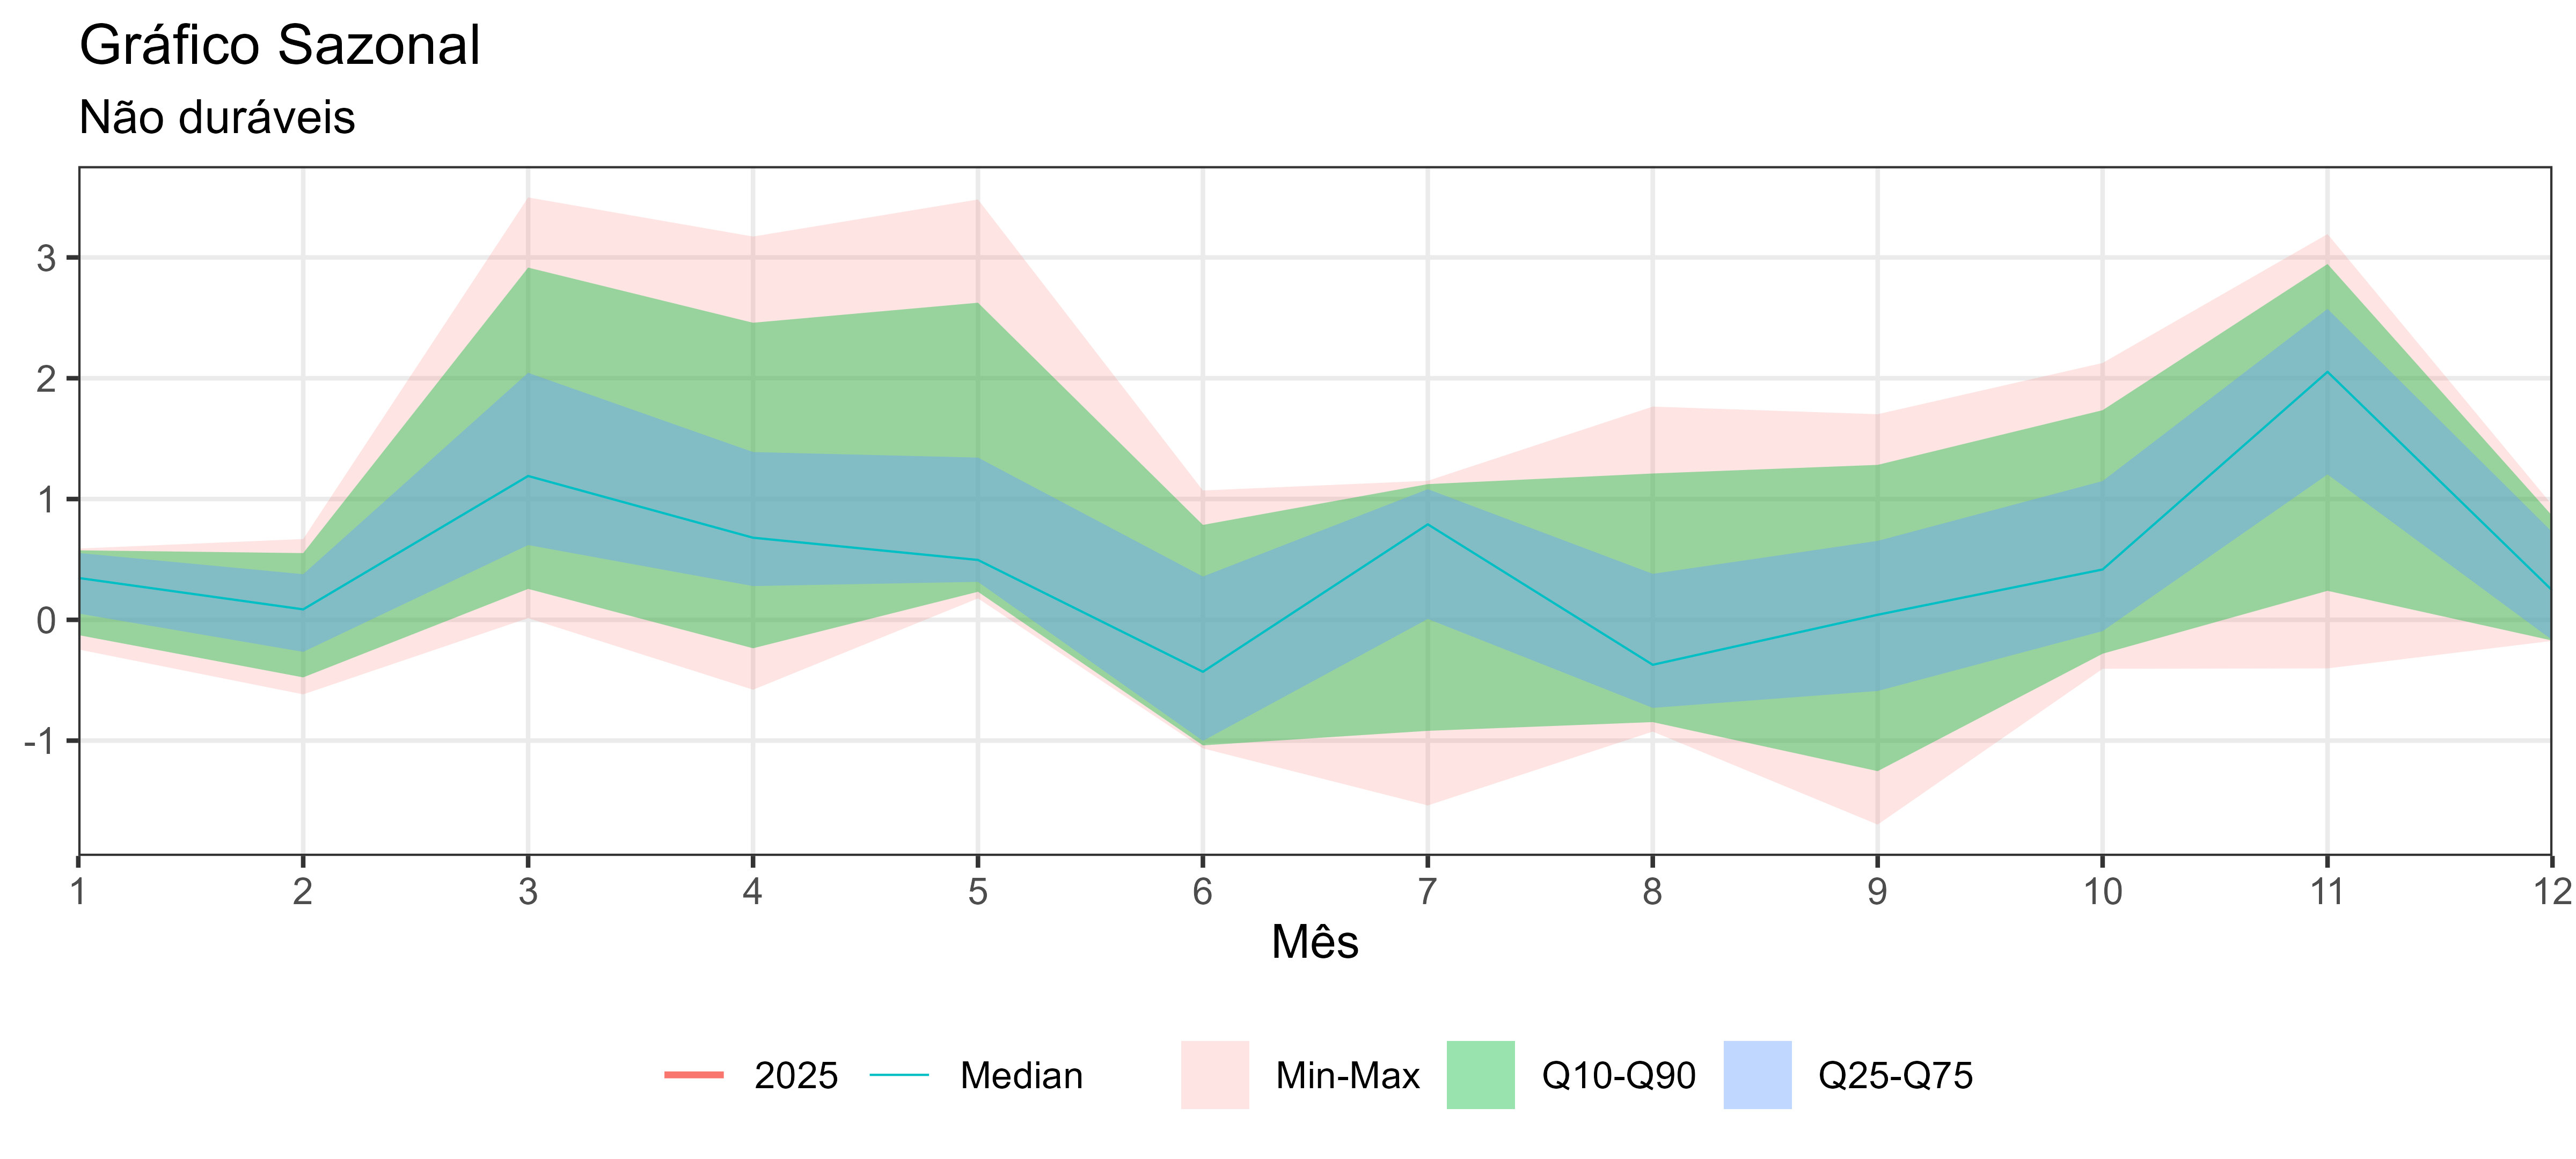 Gráfico Sazonal
Não duráveis
3
2
1
0
-1
1 2 3 4 5 6 7 8 9 10 11 12
Mês
2025 Median Min-Max Q10-Q90 Q25-Q75